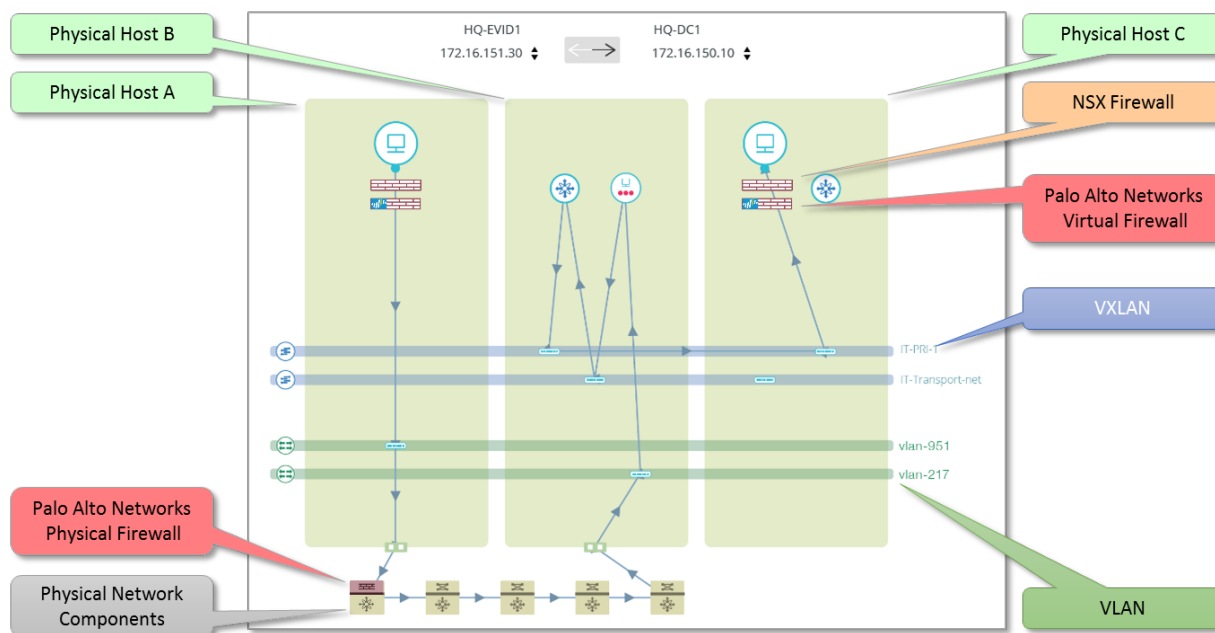 Physical Host B
Physical Host A
HQ-EVID1
172.16.151.30
HQ-DC1
172.16.150.10
Physical Host C
NSX Firewall
Palo Alto Networks
Virtual Firewall
VXLAN
IT-PRI-1
IT-Transport-net
vlan-951
vlan-217
Palo Alto Networks
Physical Firewall
Physical Network
Components
VLAN